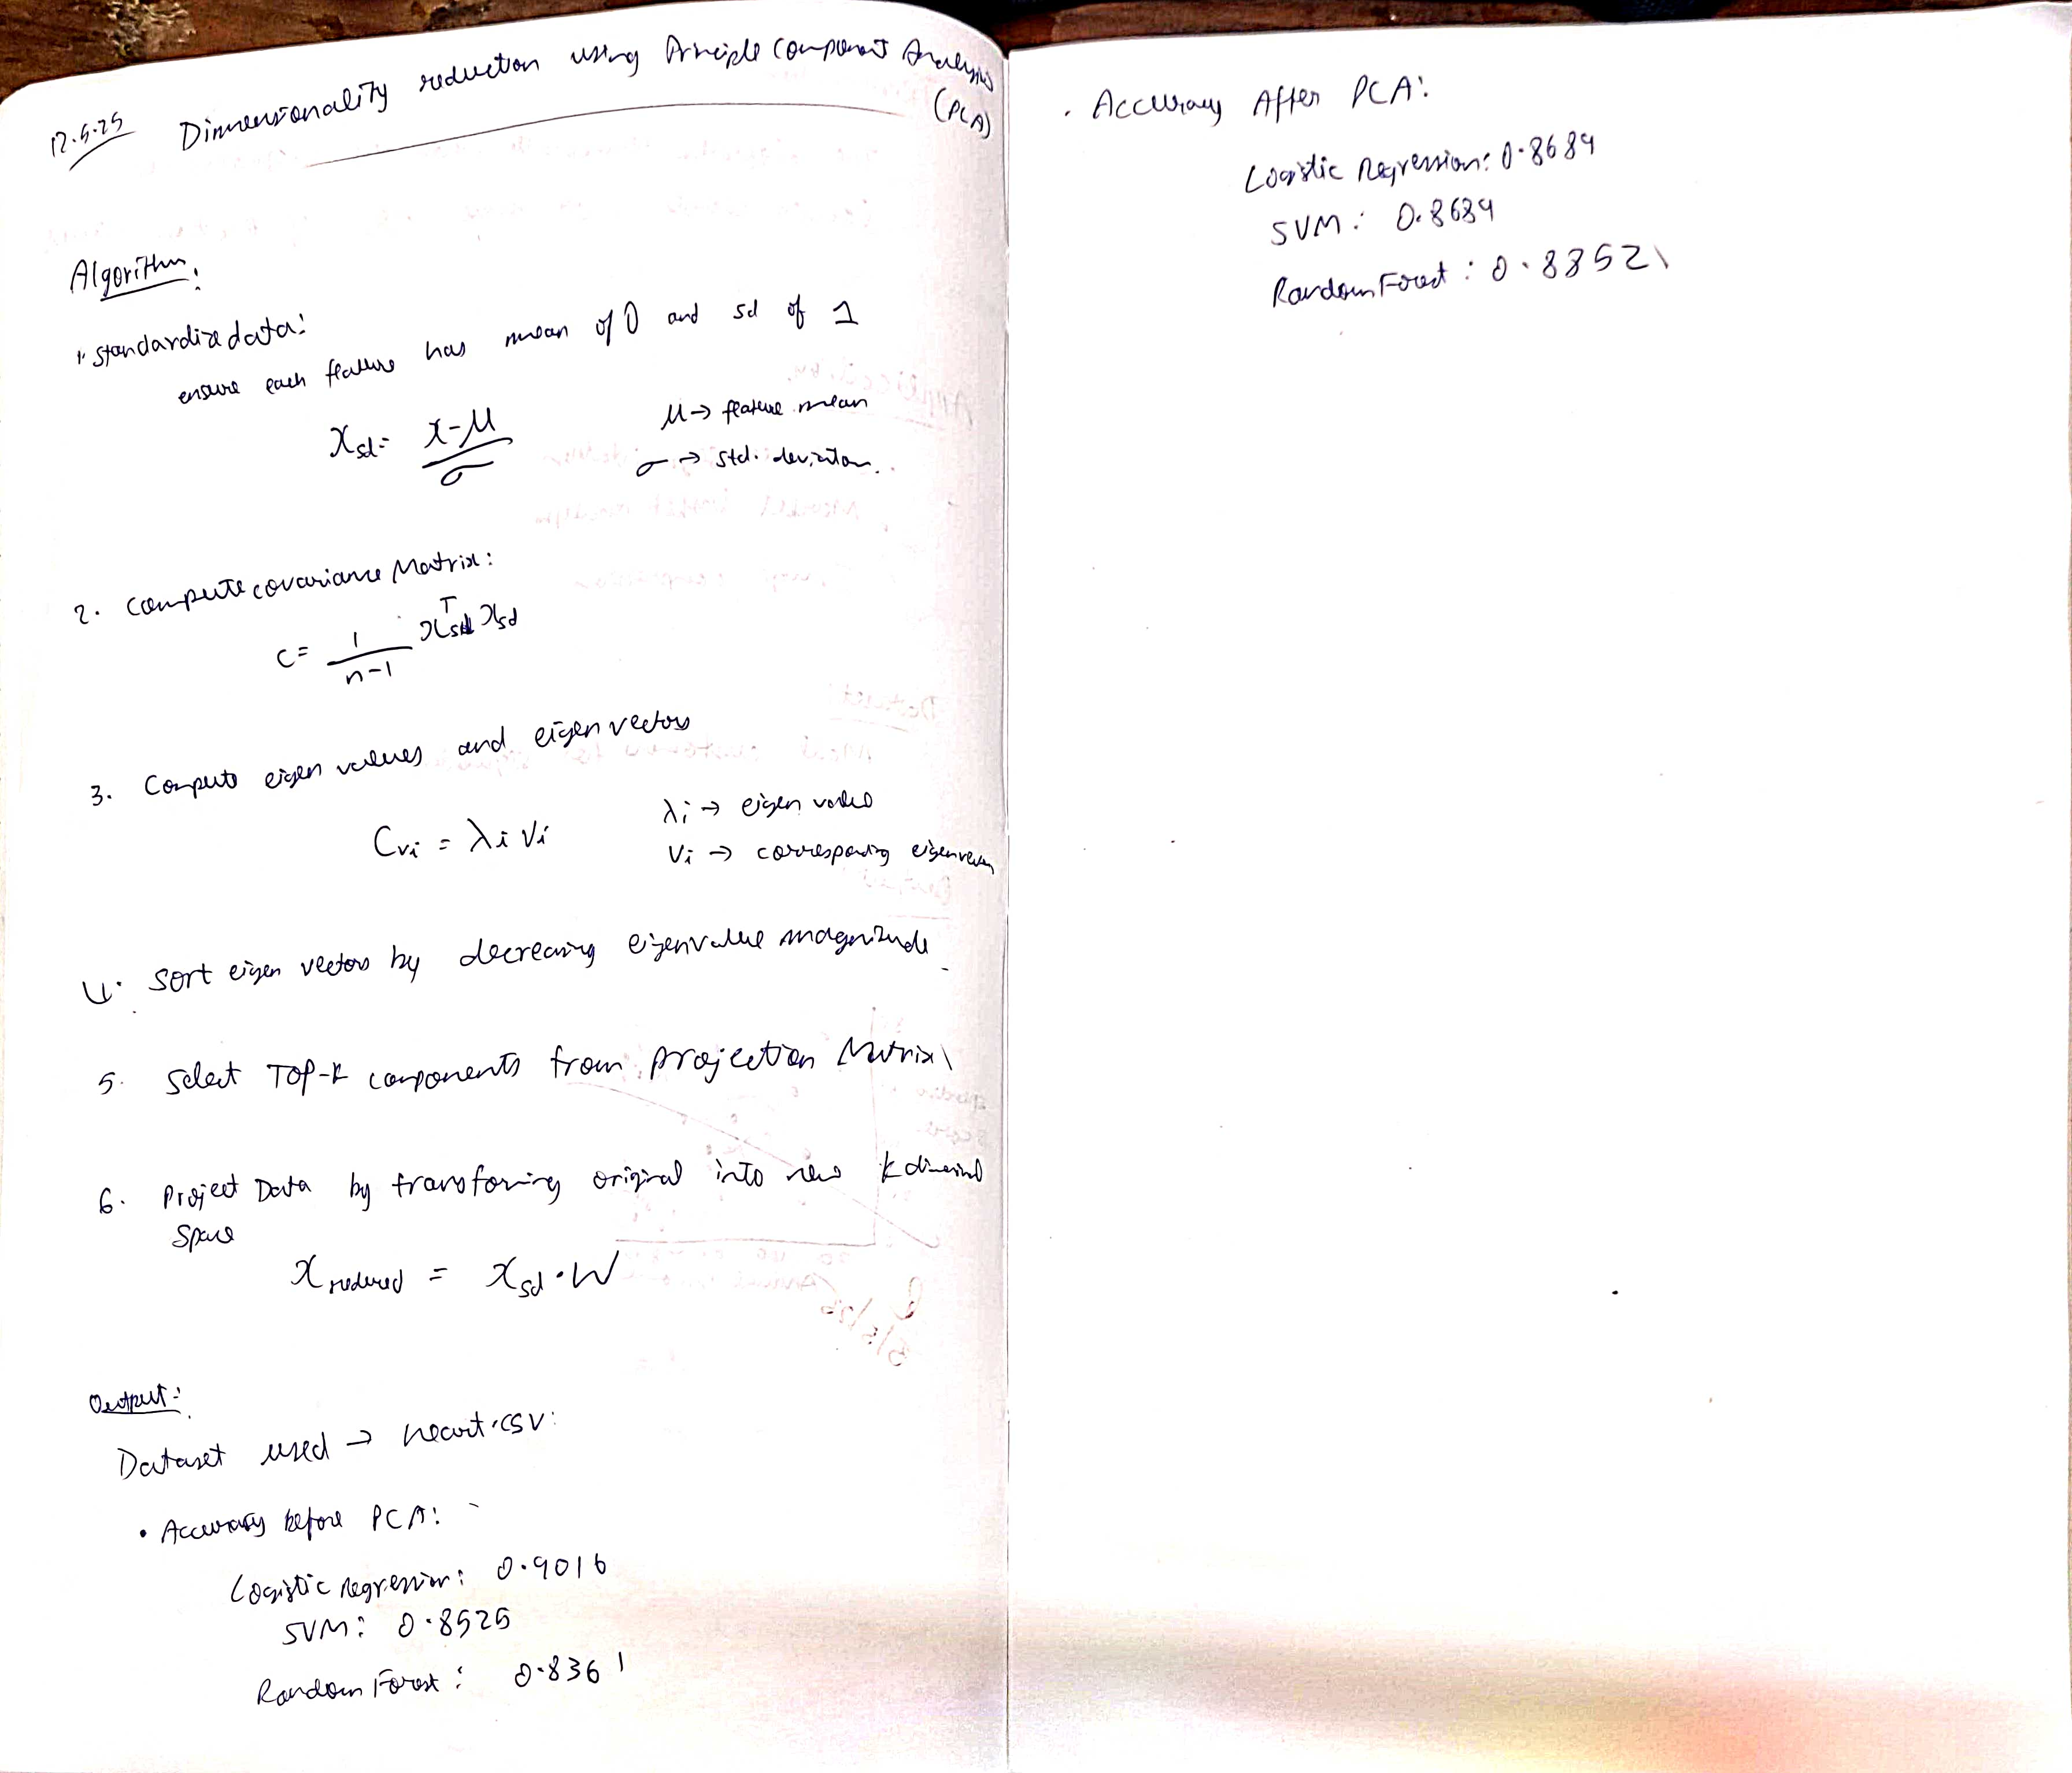 12.5.25 Dimensionality reduction using Principle Component Analysis
(PCA)
Algorithm:
1. standardize data:
ensure each feature has mean of 0 and sd of 1
Xsd = x-μ / σ
μ → feature mean
σ → std. deviation.
2. compute covariance Matrix:
C = 1 / n-1 xsd^T xsd
3. Compute eigen values and eigen vectors
Cvi = λi Vi
λi → eigen value
Vi → corresponding eigenvector
4. Sort eigen vectors by decreasing eigenvalue magnitude
5. Select Top-k components from projection Matrix
6. Project Data by transforming original into new k dimensional
space
X reduced = Xsd · W
Output:
Dataset used → heart.csv:
• Accuracy before PCA:
Logistic Regression: 0.9016
SVM: 0.8525
Random Forest: 0.8361
• Accuracy After PCA:
Logistic Regression: 0.8689
SVM: 0.8689
Random Forest: 0.8852